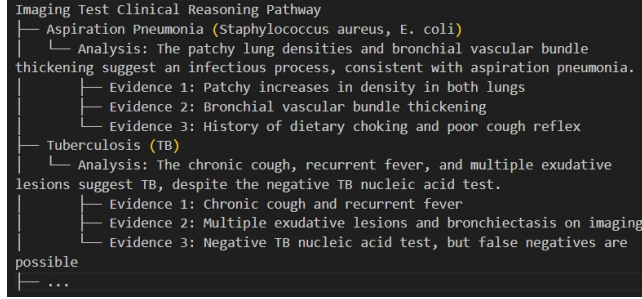 Imaging Test Clinical Reasoning Pathway
├── Aspiration Pneumonia (Staphylococcus aureus, E. coli)
│   └── Analysis: The patchy lung densities and bronchial vascular bundle
thickening suggest an infectious process, consistent with aspiration pneumonia.
│       ├── Evidence 1: Patchy increases in density in both lungs
│       ├── Evidence 2: Bronchial vascular bundle thickening
│       └── Evidence 3: History of dietary choking and poor cough reflex
├── Tuberculosis (TB)
│   └── Analysis: The chronic cough, recurrent fever, and multiple exudative
lesions suggest TB, despite the negative TB nucleic acid test.
│       ├── Evidence 1: Chronic cough and recurrent fever
│       ├── Evidence 2: Multiple exudative lesions and bronchiectasis on imaging
│       └── Evidence 3: Negative TB nucleic acid test, but false negatives are
possible
├── ...